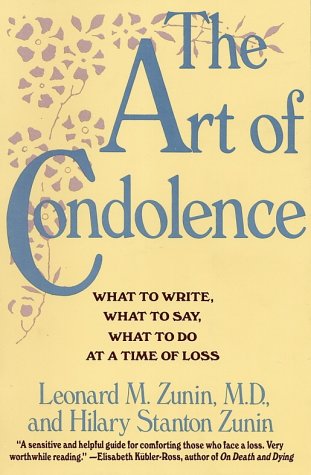 The
Art of
Condolence
WHAT TO WRITE,
WHAT TO SAY,
WHAT TO DO
AT A TIME OF LOSS
Leonard M. Zunin, M.D.,
and Hilary Stanton Zunin
"A sensitive and helpful guide for comforting those who face a loss. Very
worthwhile reading." —Elisabeth Kübler-Ross, author of On Death and Dying